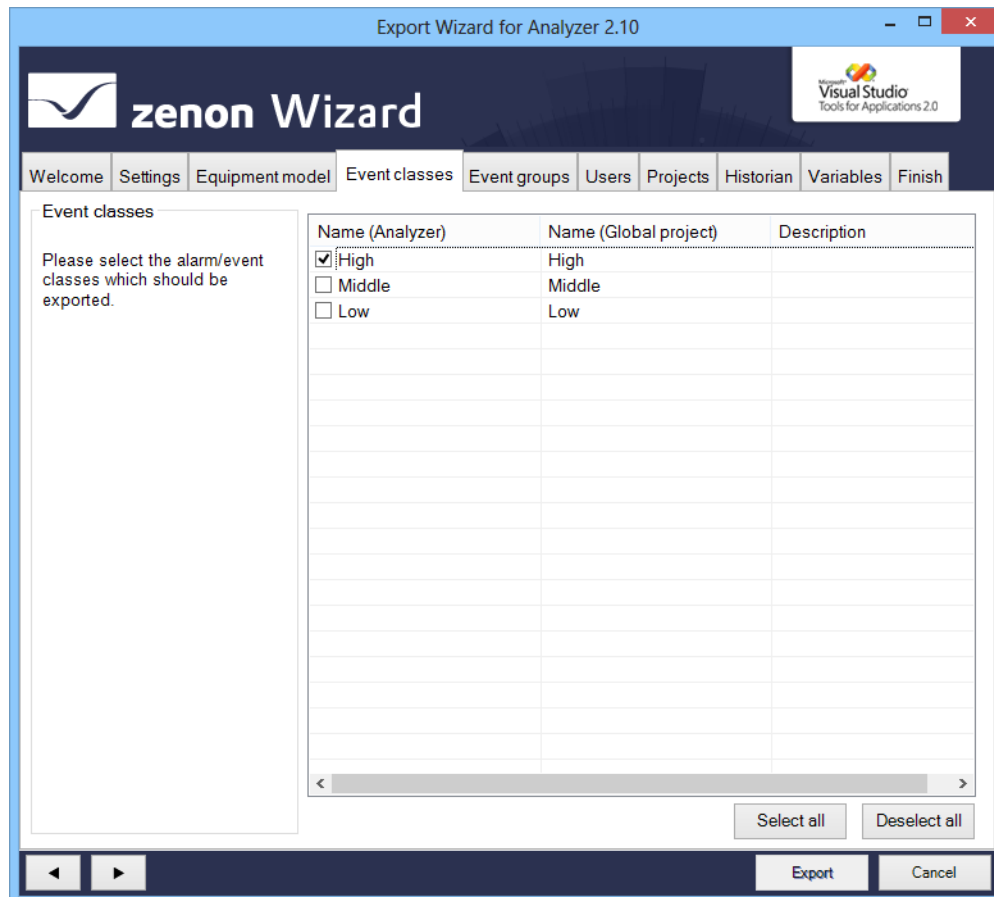 Export Wizard for Analyzer 2.10
zenon Wizard
Microsoft
Visual Studio
Tools for Applications 2.0
Welcome Settings Equipment model Event classes Event groups Users Projects Historian Variables Finish
Event classes
Please select the alarm/event
classes which should be
exported.
Name (Analyzer) Name (Global project) Description
High High
Middle Middle
Low Low
Select all Deselect all
Export Cancel